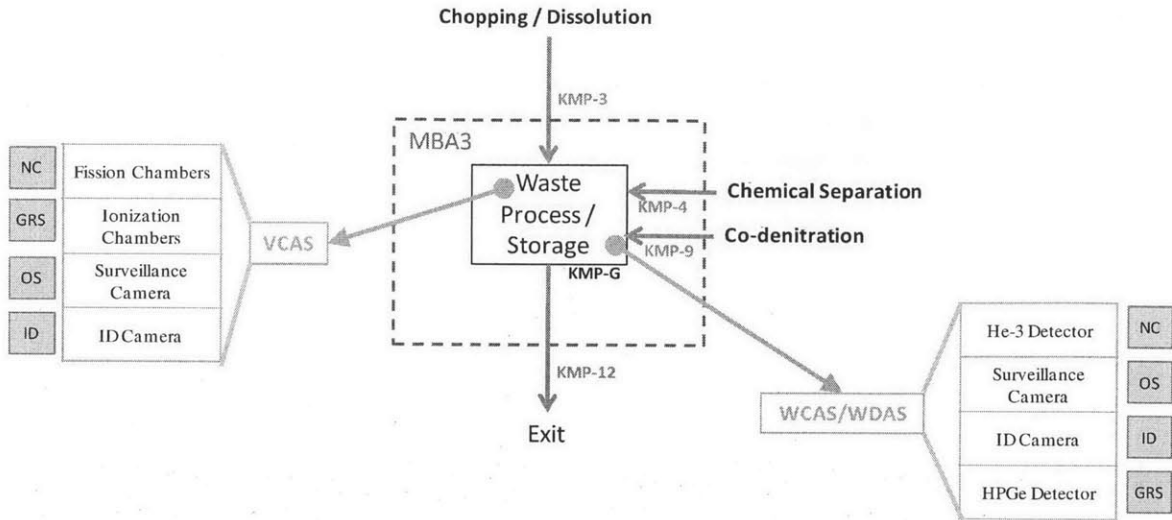 Chopping / Dissolution
KMP-3
MBA3
Waste
Process /
Storage
KMP-G
KMP-4
Chemical Separation
KMP-9
Co-denitration
KMP-12
Exit
VCAS
NC
Fission Chambers
GRS
Ionization
Chambers
OS
Surveillance
Camera
ID
ID Camera
WCAS/WDAS
He-3 Detector
NC
Surveillance
Camera
OS
ID Camera
ID
HPGe Detector
GRS